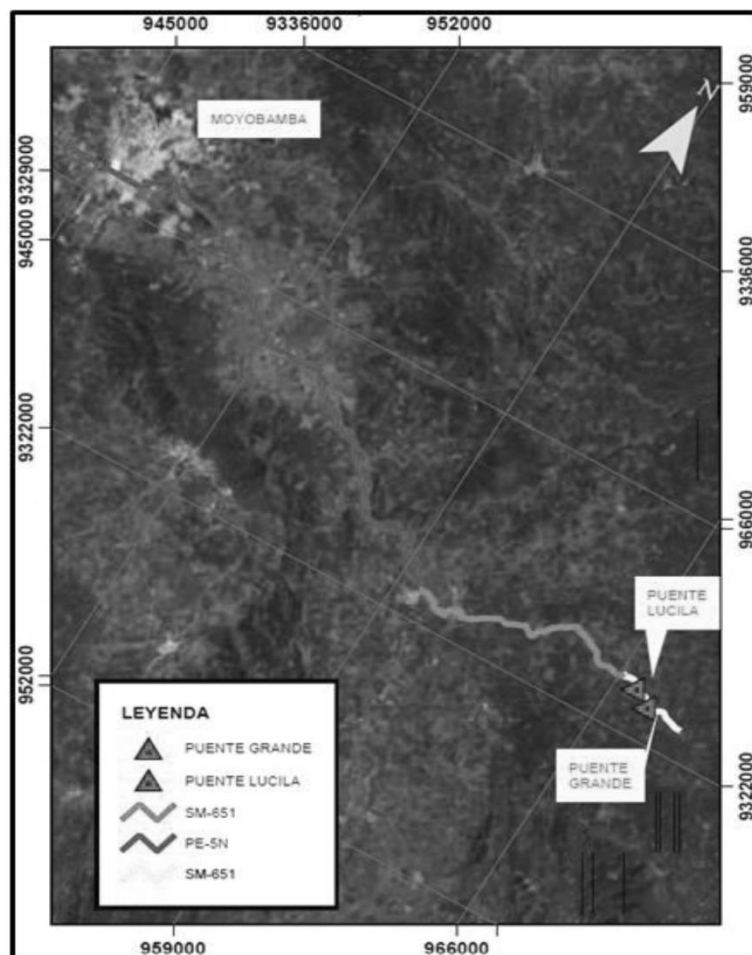 945000
9336000
952000
959000
N
MOYOBAMBA
9329000
945000
9336000
9322000
966000
PUENTE
LUCILA
952000
LEYENDA
PUENTE GRANDE
PUENTE LUCILA
SM-651
PE-5N
SM-651
PUENTE
GRANDE
9322000
959000
966000